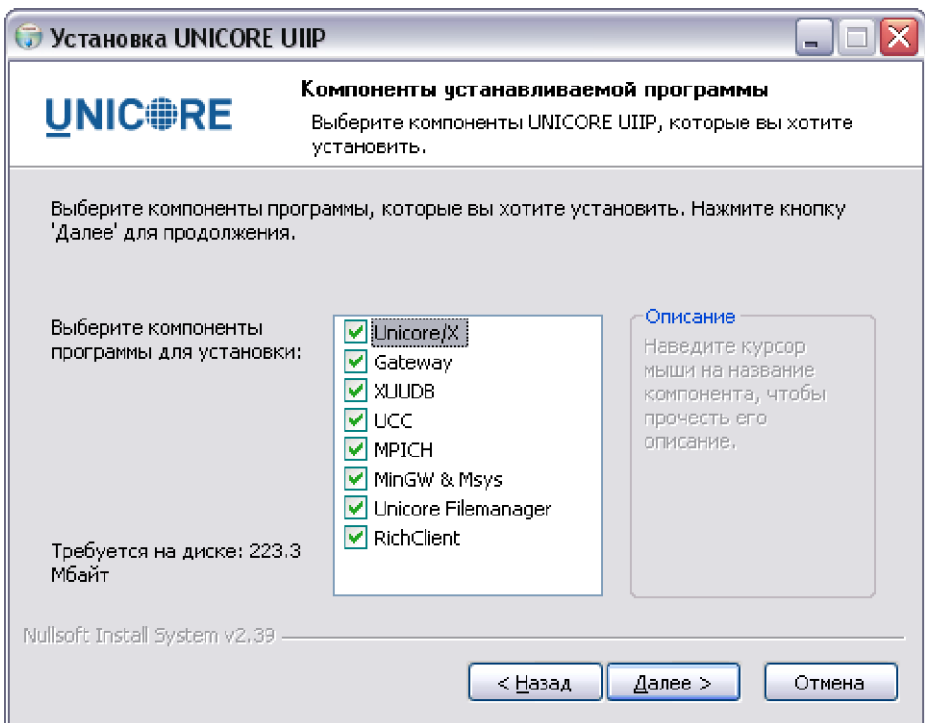 Установка UNICORE UIIP
UNICORE
Компоненты устанавливаемой программы
Выберите компоненты UNICORE UIIP, которые вы хотите
установить.
Выберите компоненты программы, которые вы хотите установить. Нажмите кнопку
'Далее' для продолжения.
Выберите компоненты
программы для установки:
Unicore/X
Gateway
XUUDB
UCC
MPICH
MinGW & Msys
Unicore Filemanager
RichClient
Описание
Наведите курсор
мыши на название
компонента, чтобы
прочесть его
описание.
Требуется на диске: 223.3
Мбайт
Nullsoft Install System v2.39
< Назад
Далее >
Отмена